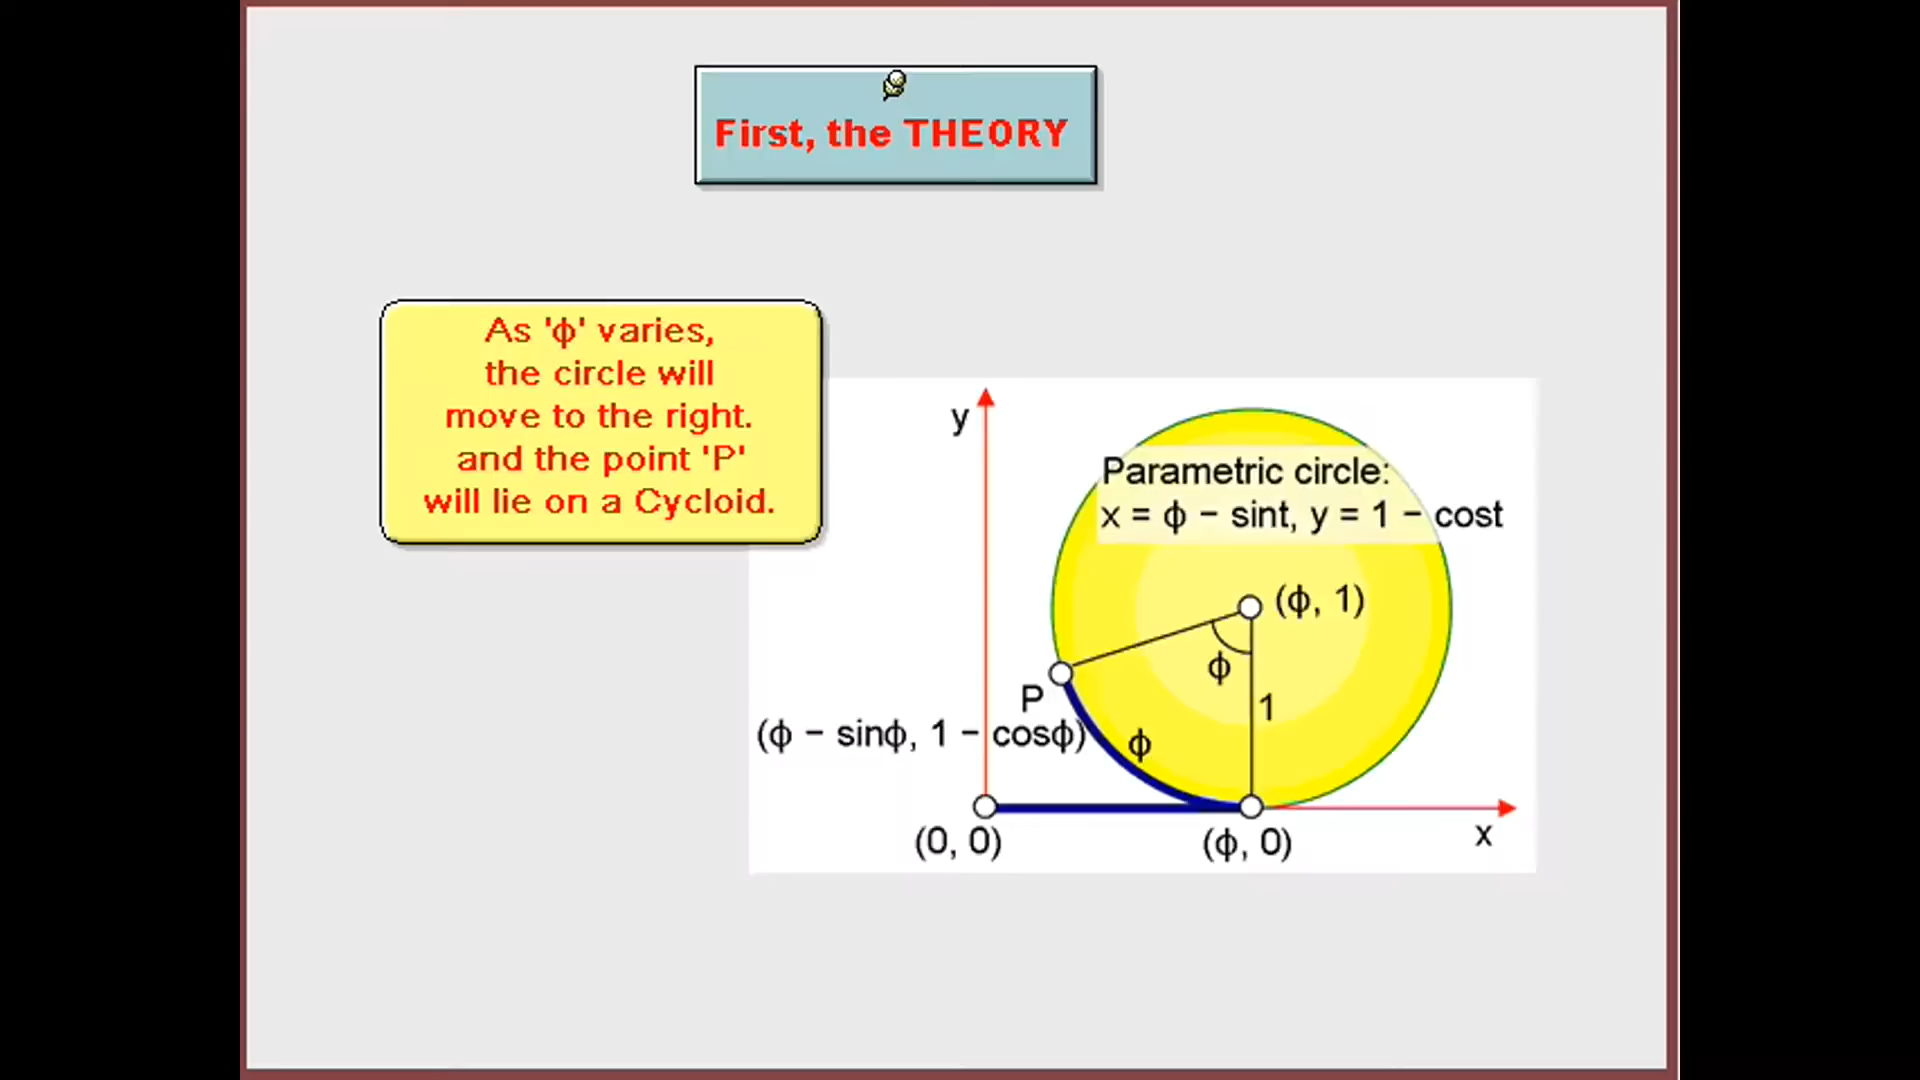 First, the THEORY
As 'ϕ' varies,
the circle will
move to the right.
and the point 'P'
will lie on a Cycloid.
y
Parametric circle:
x = ϕ − sint, y = 1 − cost
(ϕ, 1)
ϕ
P
1
(ϕ − sinϕ, 1 − cosϕ)
ϕ
(0, 0)
(ϕ, 0)
x